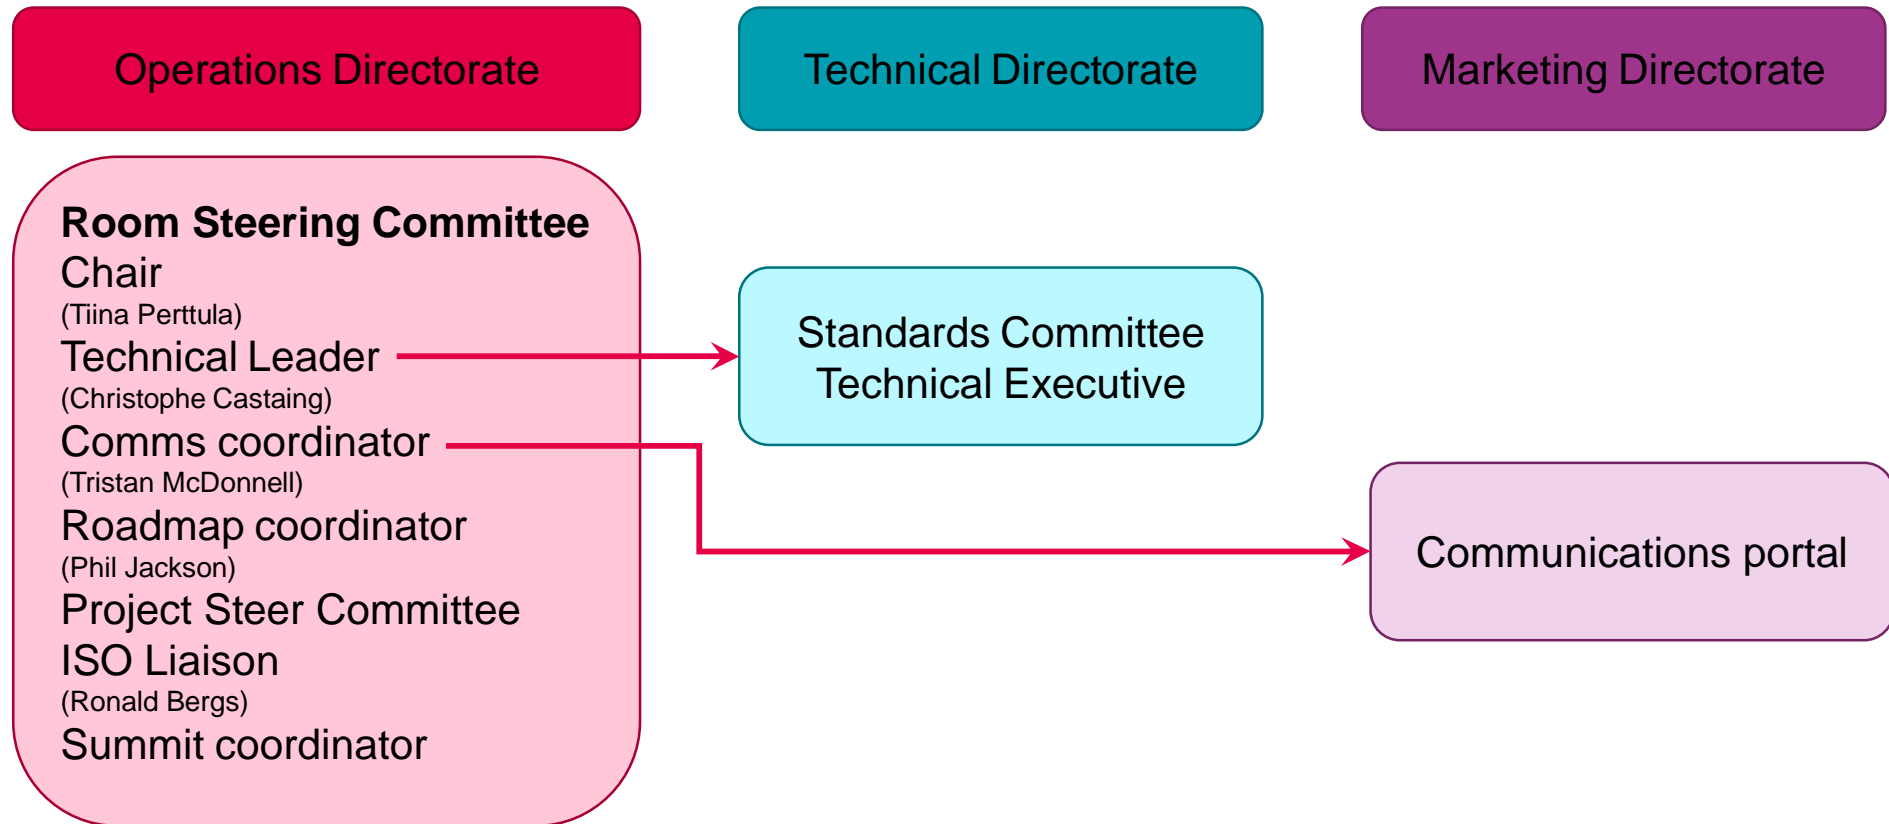 Operations Directorate
Technical Directorate
Marketing Directorate
Room Steering Committee
Chair
(Tiina Perttula)
Technical Leader
(Christophe Castaing)
Comms coordinator
(Tristan McDonnell)
Roadmap coordinator
(Phil Jackson)
Project Steer Committee
ISO Liaison
(Ronald Bergs)
Summit coordinator
Standards Committee
Technical Executive
Communications portal